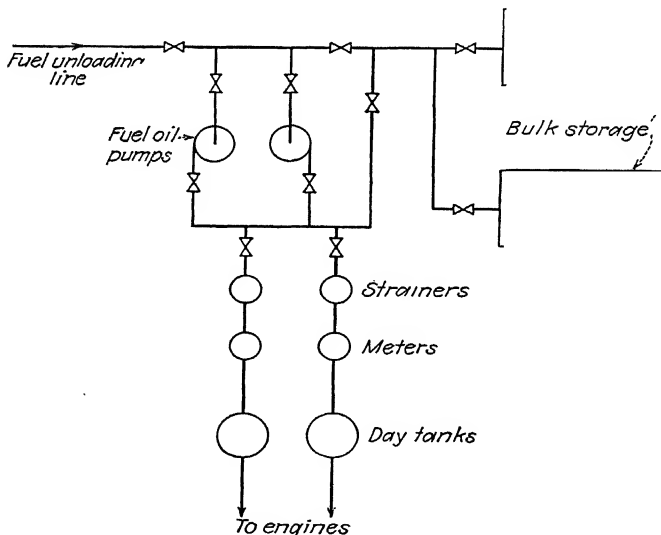 Fuel unloading
line
Fuel oil
pumps
Bulk storage
Strainers
Meters
Day tanks
To engines